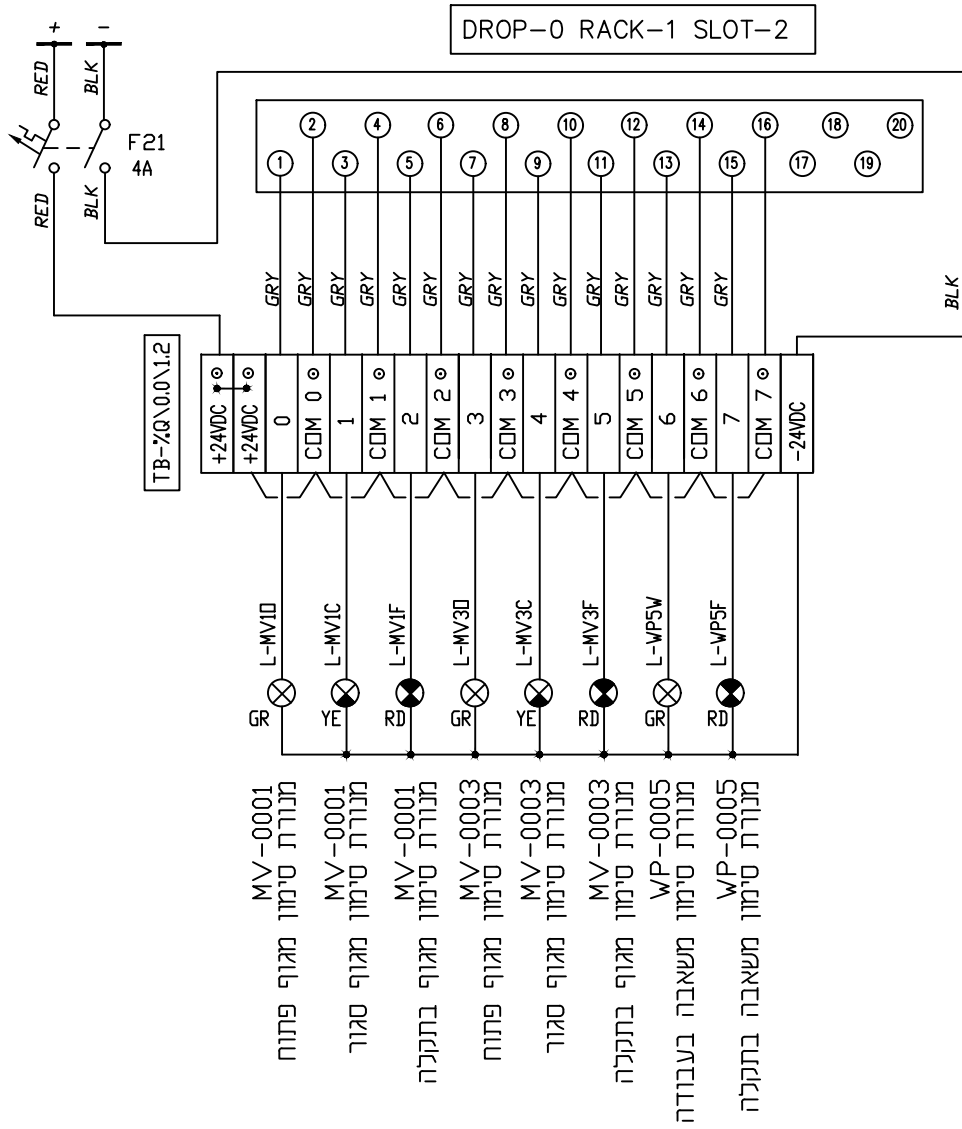 DROP-0 RACK-1 SLOT-2
+ -
RED BLK
F21
4A
RED BLK
2 4 6 8 10 12 14 16 18 20
1 3 5 7 9 11 13 15 17 19
GRY GRY GRY GRY GRY GRY GRY GRY GRY GRY GRY GRY GRY GRY GRY
BLK
TB-%Q\0.0\1.2
+24VDC
+24VDC
0
COM 0
1
COM 1
2
COM 2
3
COM 3
4
COM 4
5
COM 5
6
COM 6
7
COM 7
-24VDC
L-MV1O
L-MV1C
L-MV1F
L-MV3O
L-MV3C
L-MV3F
L-WP5W
L-WP5F
GR YE RD GR YE RD GR RD
MV-0001
מנורת סימון מגוף פתוח
MV-0001
מנורת סימון מגוף סגור
MV-0001
מנורת סימון מגוף בתקלה
MV-0003
מנורת סימון מגוף פתוח
MV-0003
מנורת סימון מגוף סגור
MV-0003
מנורת סימון מגוף בתקלה
WP-0005
מנורת סימון משאבה בעבודה
WP-0005
מנורת סימון משאבה בתקלה